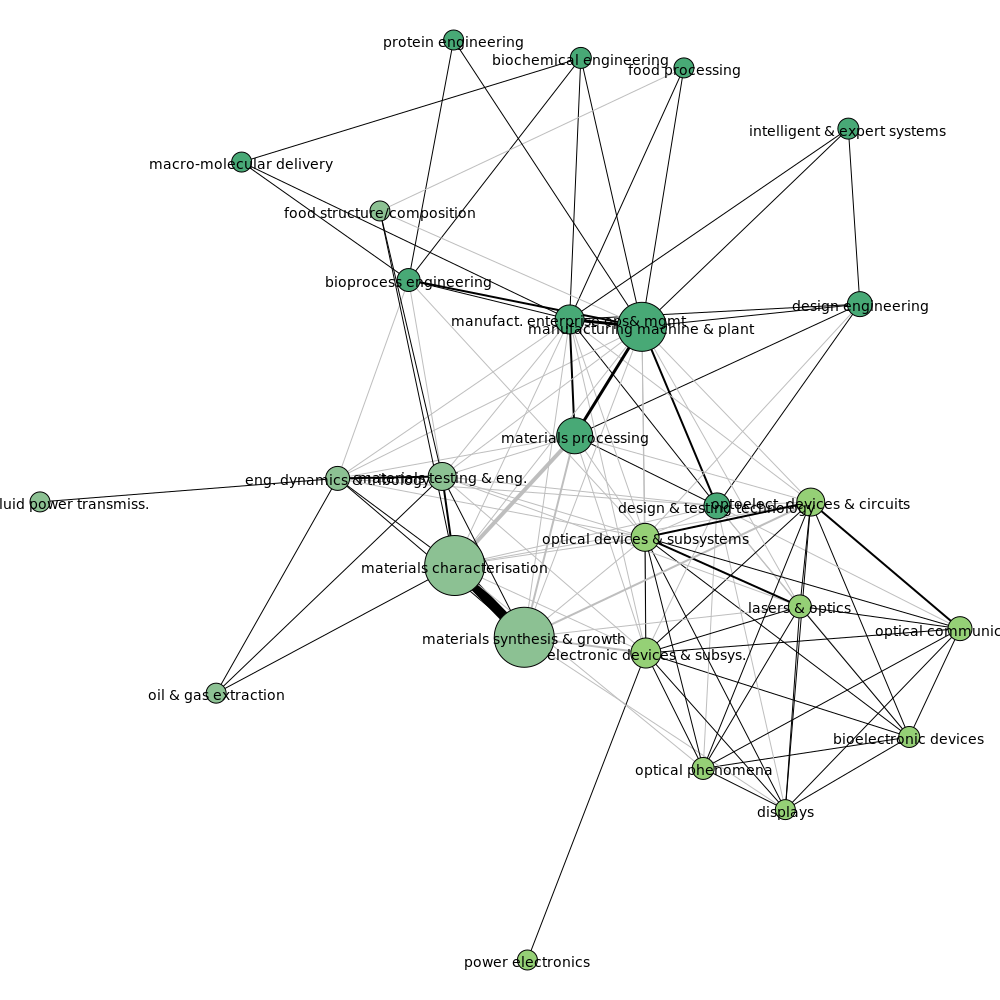 protein engineering
biochemical engineering
food processing
intelligent & expert systems
macro-molecular delivery
food structure/composition
bioprocess engineering
design engineering
manufact. enterprise ops& mgmt
manufacturing machine & plant
materials processing
eng. dynamics & tribology
materials testing & eng.
luid power transmiss.
design & testing technology
optoelect. devices & circuits
optical devices & subsystems
materials characterisation
lasers & optics
optical communic
materials synthesis & growth
electronic devices & subsys.
oil & gas extraction
bioelectronic devices
optical phenomena
displays
power electronics